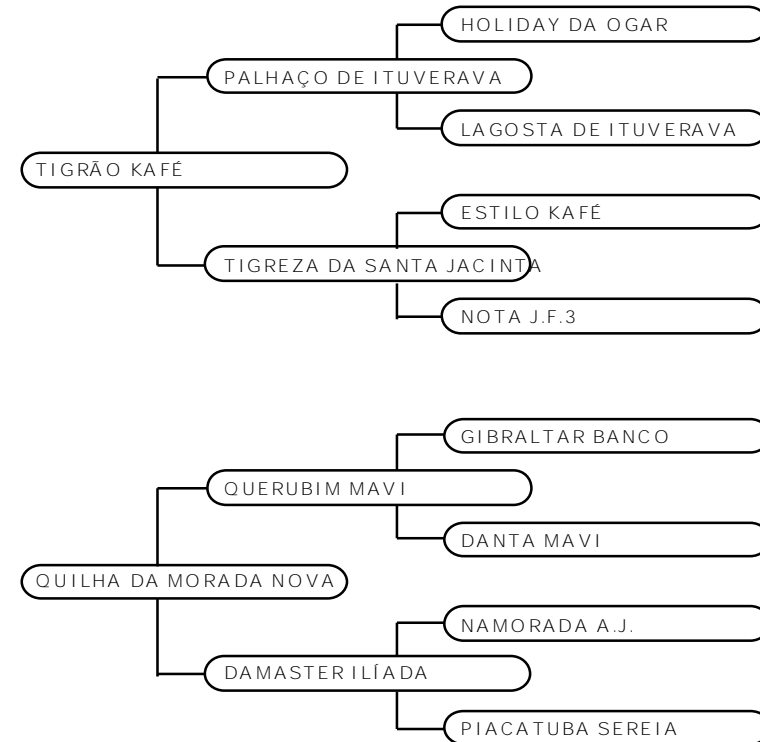 HOLIDAY DA OGAR
PALHAÇO DE ITUVERAVA
LAGOSTA DE ITUVERAVA
TIGRÃO KAFÉ
ESTILO KAFÉ
TIGREZA DA SANTA JACINTA
NOTA J.F.3
GIBRALTAR BANCO
QUERUBIM MAVI
DANTA MAVI
QUILHA DA MORADA NOVA
NAMORADA A.J.
DAMASTER ILÍADA
PIACATUBA SEREIA